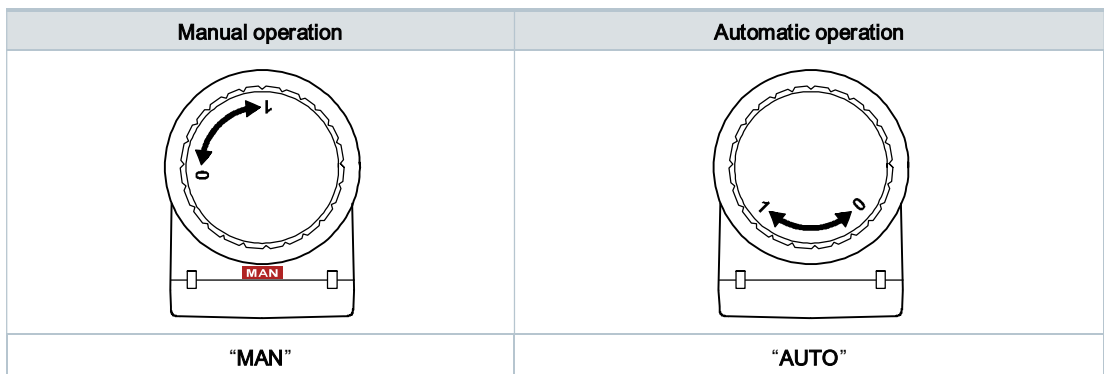 Manual operation
Automatic operation
1
0
MAN
1
0
“MAN”
“AUTO”